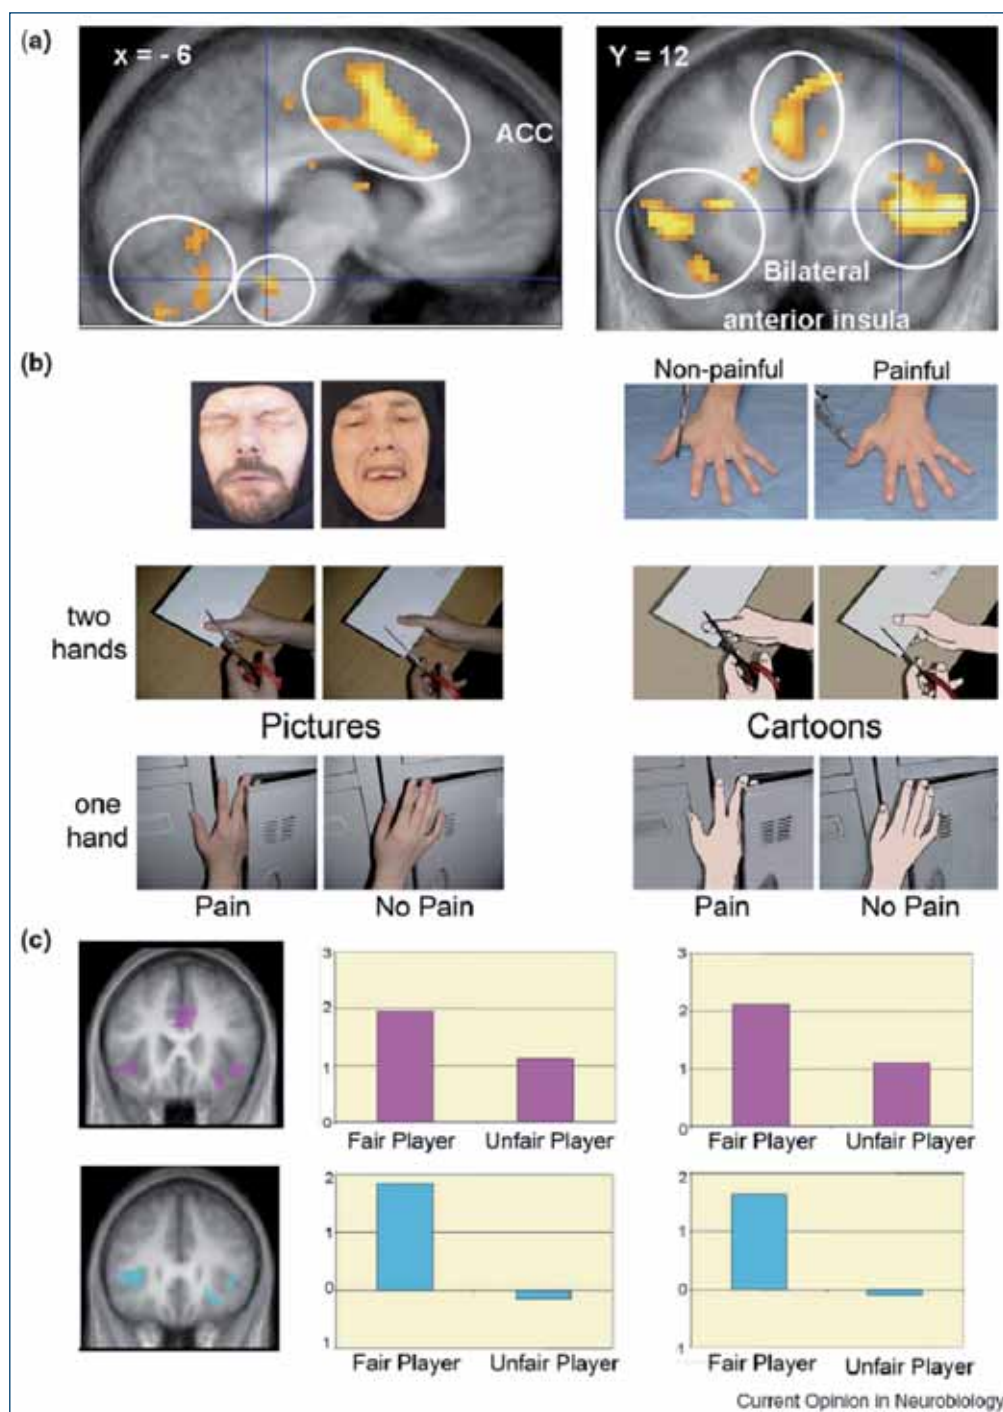 (a)
x = - 6
ACC
Y = 12
Bilateral
anterior insula
(b)
Non-painful Painful
two
hands
Pictures Cartoons
one
hand
Pain No Pain Pain No Pain
(c)
3
2
1
0
Fair Player Unfair Player
3
2
1
0
Fair Player Unfair Player
2
1
0
1
Fair Player Unfair Player
2
1
0
1
Fair Player Unfair Player
Current Opinion in Neurobiology